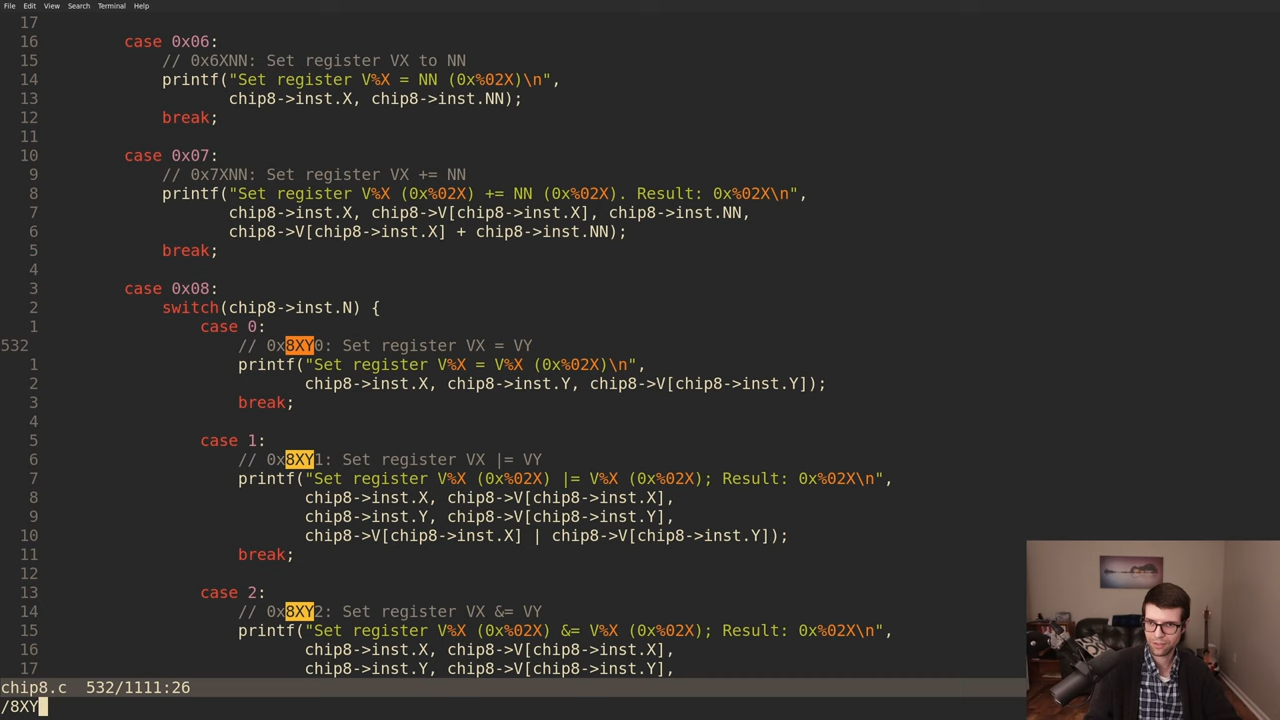 File Edit View Search Terminal Help
17
16 case 0x06:
15 // 0x6XNN: Set register VX to NN
14 printf("Set register V%X = NN (0x%02X)\n",
13 chip8->inst.X, chip8->inst.NN);
12 break;
11
10 case 0x07:
9 // 0x7XNN: Set register VX += NN
8 printf("Set register V%X (0x%02X) += NN (0x%02X). Result: 0x%02X\n",
7 chip8->inst.X, chip8->V[chip8->inst.X], chip8->inst.NN,
6 chip8->V[chip8->inst.X] + chip8->inst.NN);
5 break;
4
3 case 0x08:
2 switch(chip8->inst.N) {
1 case 0:
532 // 0x8XY0: Set register VX = VY
1 printf("Set register V%X = V%X (0x%02X)\n",
2 chip8->inst.X, chip8->inst.Y, chip8->V[chip8->inst.Y]);
3 break;
4
5 case 1:
6 // 0x8XY1: Set register VX |= VY
7 printf("Set register V%X (0x%02X) |= V%X (0x%02X); Result: 0x%02X\n",
8 chip8->inst.X, chip8->V[chip8->inst.X],
9 chip8->inst.Y, chip8->V[chip8->inst.Y],
10 chip8->V[chip8->inst.X] | chip8->V[chip8->inst.Y]);
11 break;
12
13 case 2:
14 // 0x8XY2: Set register VX &= VY
15 printf("Set register V%X (0x%02X) &= V%X (0x%02X); Result: 0x%02X\n",
16 chip8->inst.X, chip8->V[chip8->inst.X],
17 chip8->inst.Y, chip8->V[chip8->inst.Y],
chip8.c 532/1111:26
/8XY